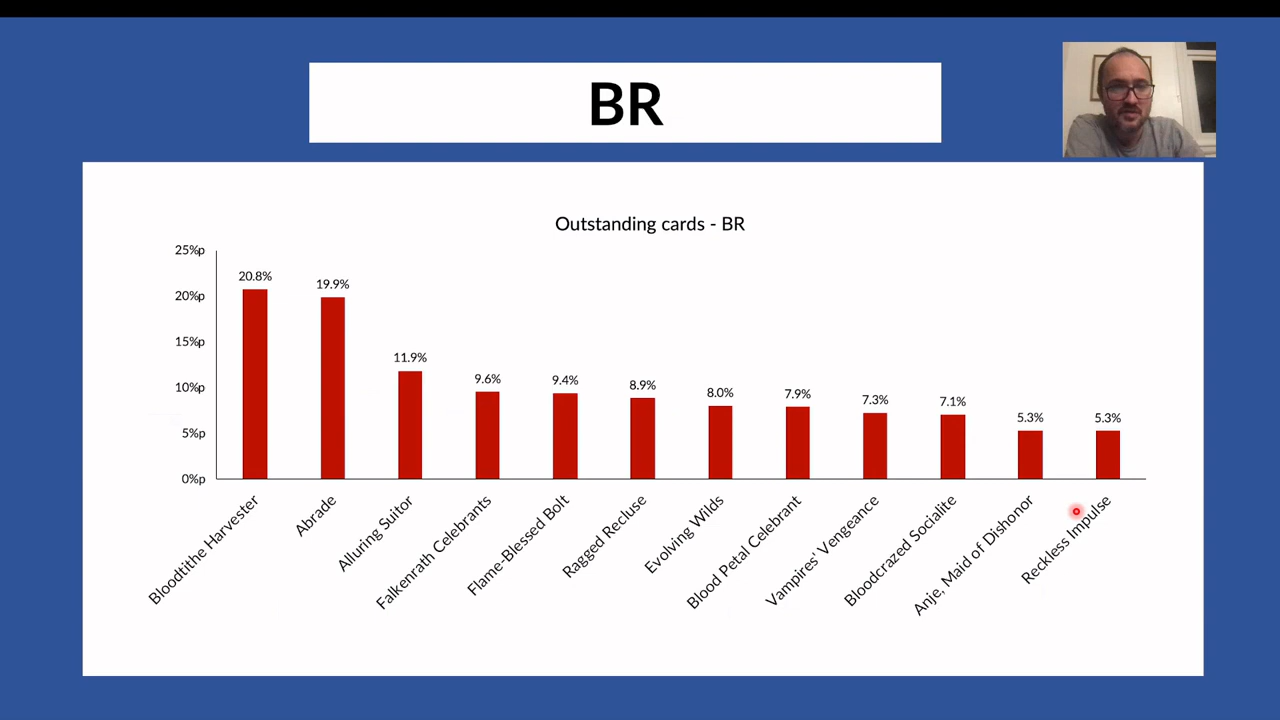 BR
Outstanding cards - BR
25%p
20%p
15%p
10%p
5%p
0%p
20.8%
19.9%
11.9%
9.6%
9.4%
8.9%
8.0%
7.9%
7.3%
7.1%
5.3%
5.3%
Bloodtithe Harvester
Abrade
Alluring Suitor
Falkenrath Celebrants
Flame-Blessed Bolt
Ragged Recluse
Evolving Wilds
Blood Petal Celebrant
Vampires' Vengeance
Bloodcrazed Socialite
Anje, Maid of Dishonor
Reckless Impulse